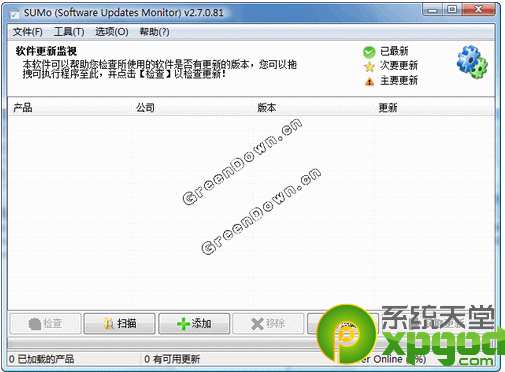 SUMo (Software Updates Monitor) v2.7.0.81
文件(F) 工具(T) 选项(O) 帮助(?)
软件更新监视
本软件可以帮助您检查所使用的软件是否有更新的版本，您可以拖
拽可执行程序至此，并点击【检查】以检查更新！
已最新
次要更新
主要更新
产品 公司 版本 更新
GreenDown.cn
GreenDown.cn
检查 扫描 添加 移除
系统天堂
xpgod
0 已加载的产品 0 有可用更新 Online